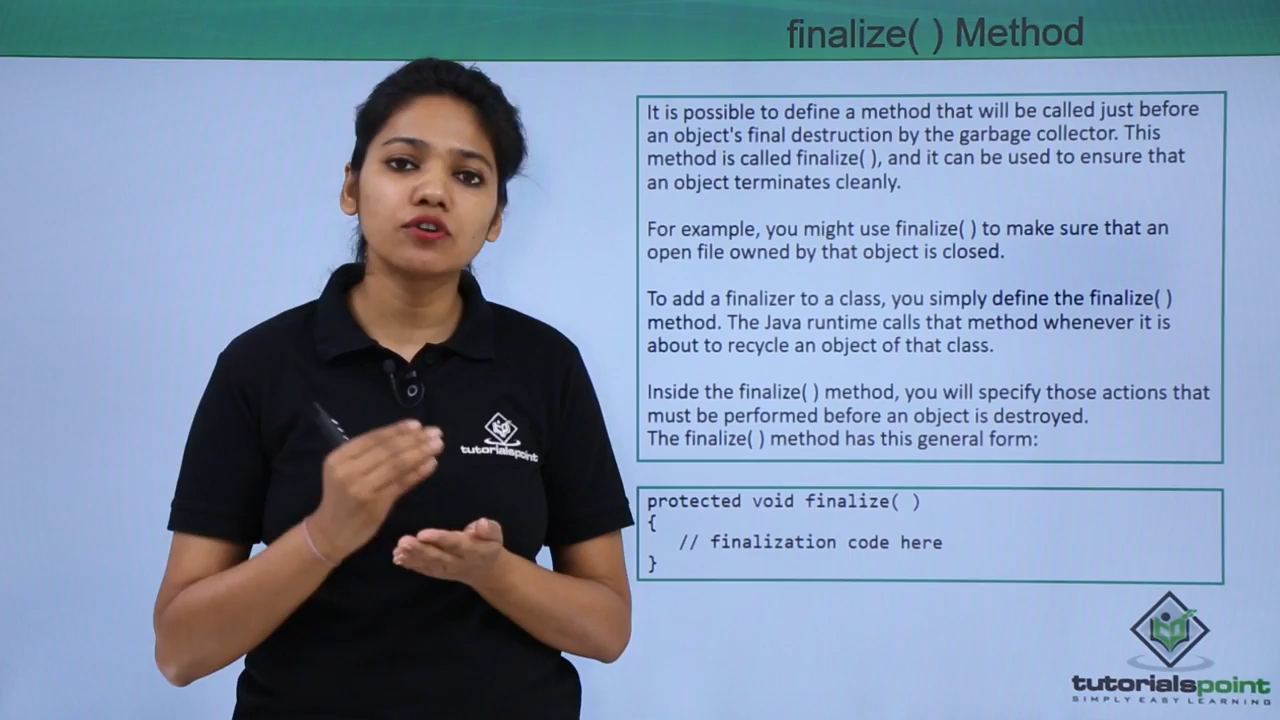 finalize( ) Method
It is possible to define a method that will be called just before
an object's final destruction by the garbage collector. This
method is called finalize( ), and it can be used to ensure that
an object terminates cleanly.
For example, you might use finalize( ) to make sure that an
open file owned by that object is closed.
To add a finalizer to a class, you simply define the finalize( )
method. The Java runtime calls that method whenever it is
about to recycle an object of that class.
Inside the finalize( ) method, you will specify those actions that
must be performed before an object is destroyed.
The finalize( ) method has this general form:
protected void finalize( )
{
// finalization code here
}
tutorialspoint
tutorialspoint
SIMPLY EASY LEARNING